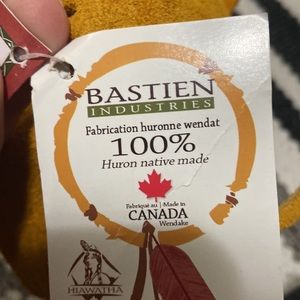 BASTIEN
INDUSTRIES
Fabrication huronne wendat
100%
Huron native made
Fabriqué au | Made in
CANADA
Wendake
HIAWATHA